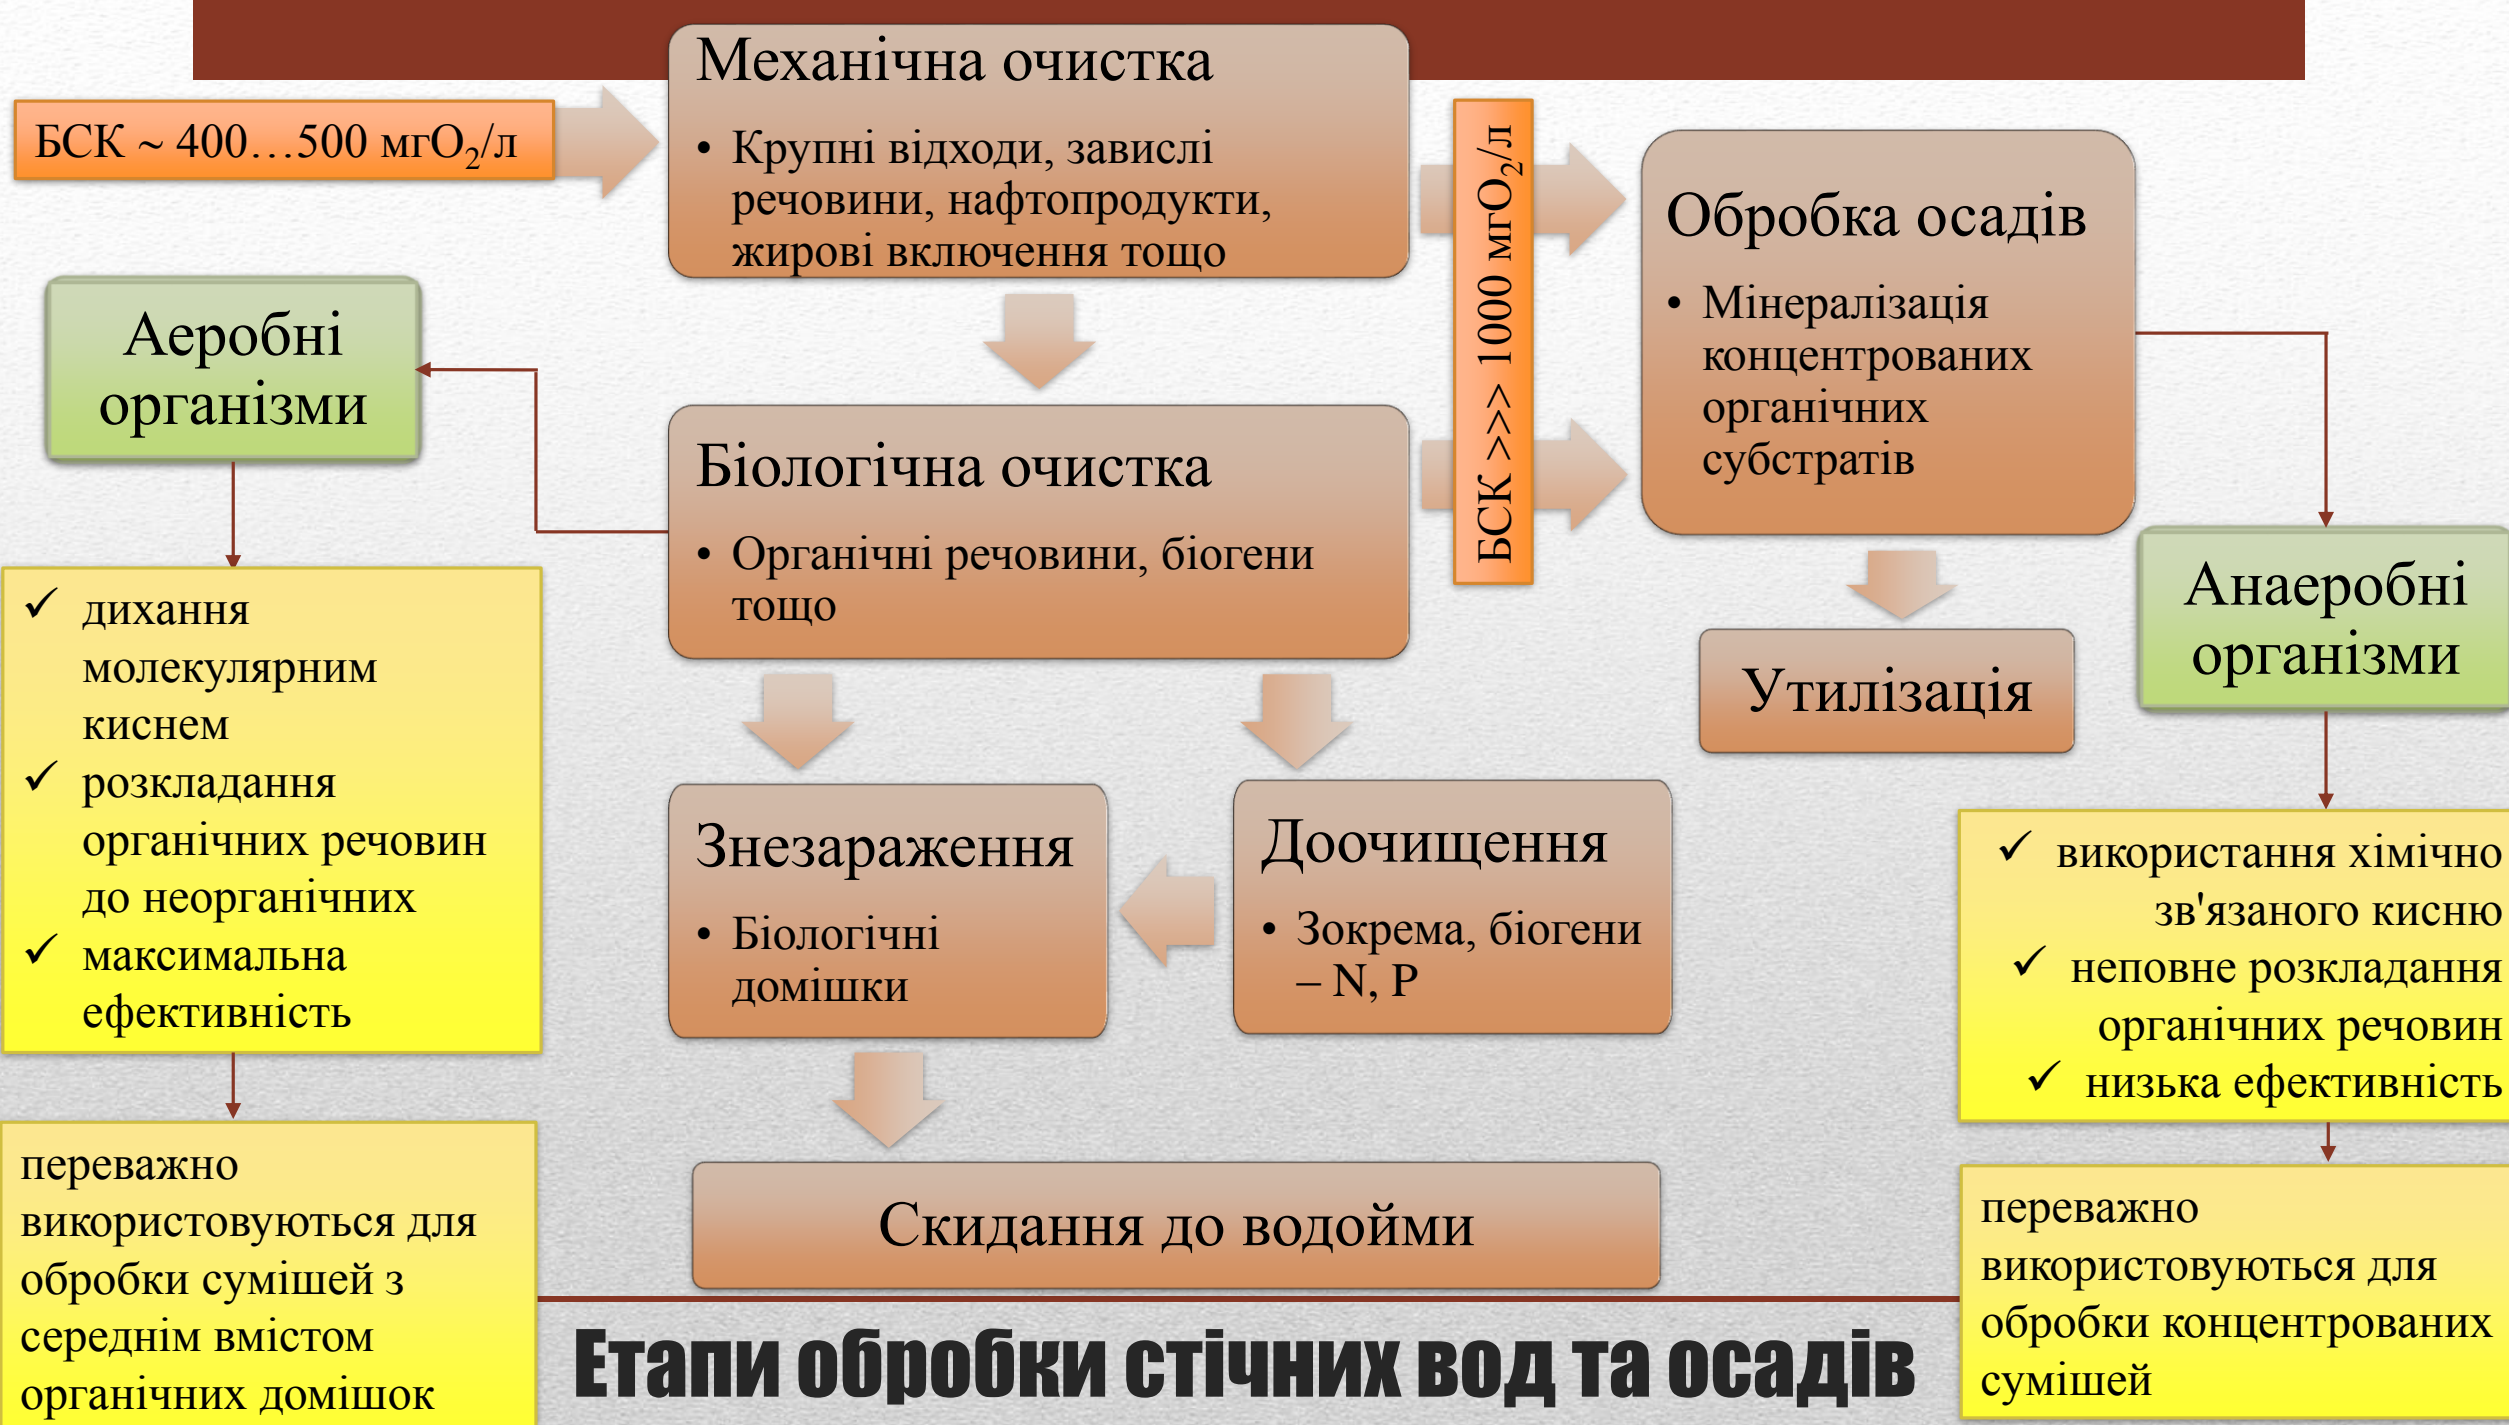 Механічна очистка
• Крупні відходи, завислі
речовини, нафтопродукти,
жирові включення тощо
БСК ~ 400…500 мгО₂/л
БСК >>> 1000 мгО₂/л
Обробка осадів
• Мінералізація
концентрованих
органічних
субстратів
Аеробні
організми
Біологічна очистка
• Органічні речовини, біогени
тощо
Утилізація
Анаеробні
організми
✓ дихання
молекулярним
киснем
✓ розкладання
органічних речовин
до неорганічних
✓ максимальна
ефективність
Знезараження
• Біологічні
домішки
Доочищення
• Зокрема, біогени
– N, P
✓ використання хімічно
зв'язаного кисню
✓ неповне розкладання
органічних речовин
✓ низька ефективність
переважно
використовуються для
обробки сумішей з
середнім вмістом
органічних домішок
Скидання до водойми
переважно
використовуються для
обробки концентрованих
сумішей
Етапи обробки стічних вод та осадів